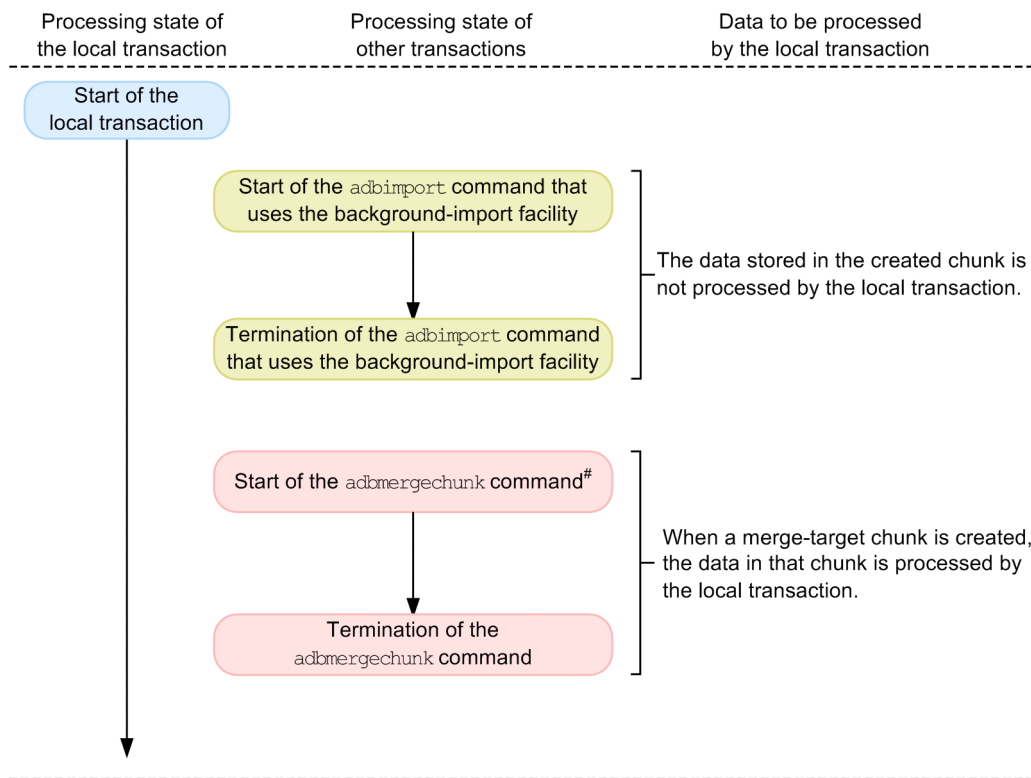 Processing state of
the local transaction
Processing state of
other transactions
Data to be processed
by the local transaction
Start of the
local transaction
Start of the adbimport command that
uses the background-import facility
The data stored in the created chunk is
not processed by the local transaction.
Termination of the adbimport command
that uses the background-import facility
Start of the adbmergechunk command#
When a merge-target chunk is created,
the data in that chunk is processed by
the local transaction.
Termination of the
adbmergechunk command